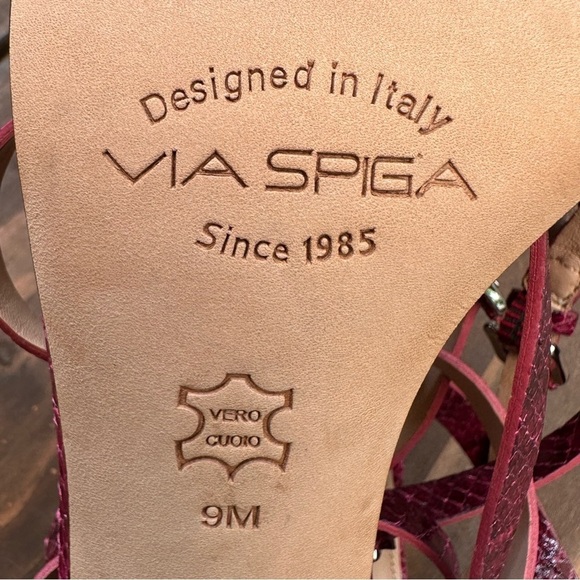 Designed in Italy
VIA SPIGA
Since 1985
VERO
CUOIO
9M